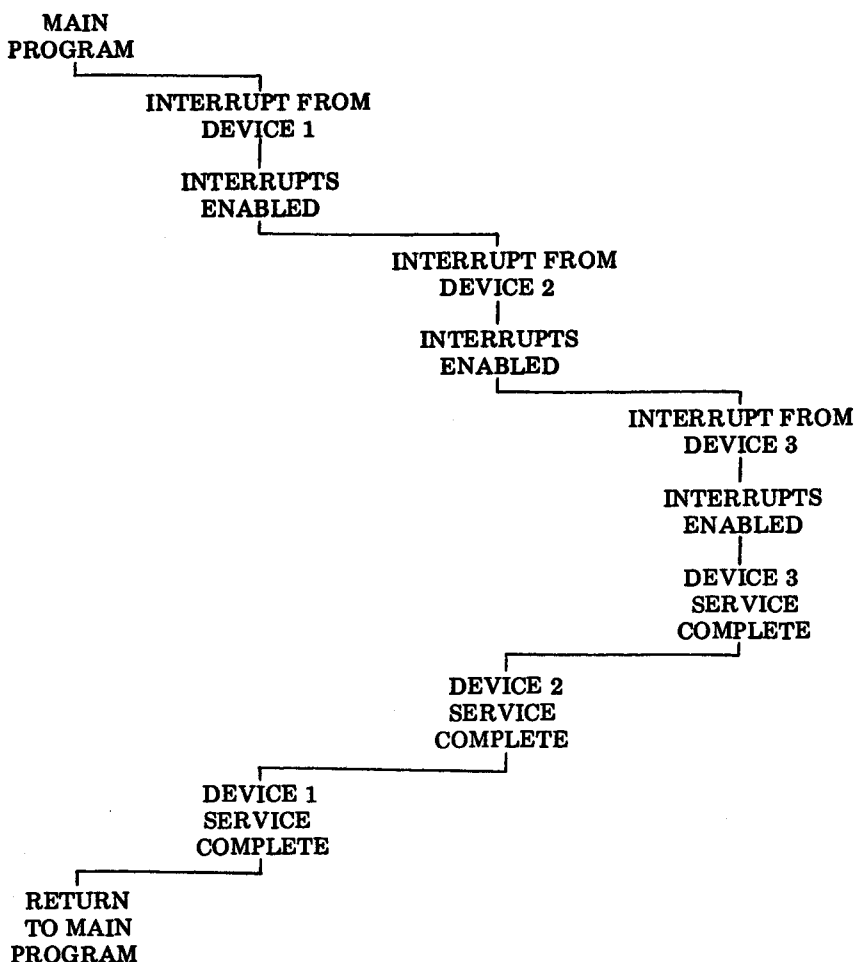 MAIN
PROGRAM
INTERRUPT FROM
DEVICE 1
INTERRUPTS
ENABLED
INTERRUPT FROM
DEVICE 2
INTERRUPTS
ENABLED
INTERRUPT FROM
DEVICE 3
INTERRUPTS
ENABLED
DEVICE 3
SERVICE
COMPLETE
DEVICE 2
SERVICE
COMPLETE
DEVICE 1
SERVICE
COMPLETE
RETURN
TO MAIN
PROGRAM